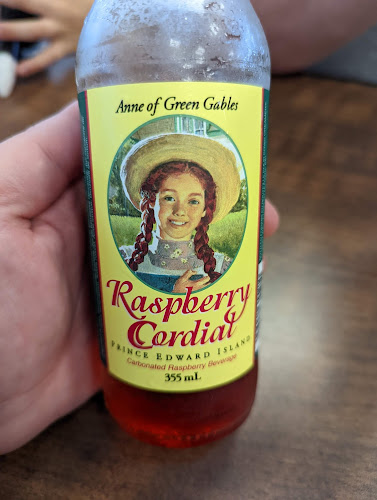 Anne of Green Gables
Raspberry
Cordial
PRINCE EDWARD ISLAND
Carbonated Raspberry Beverage
355 mL